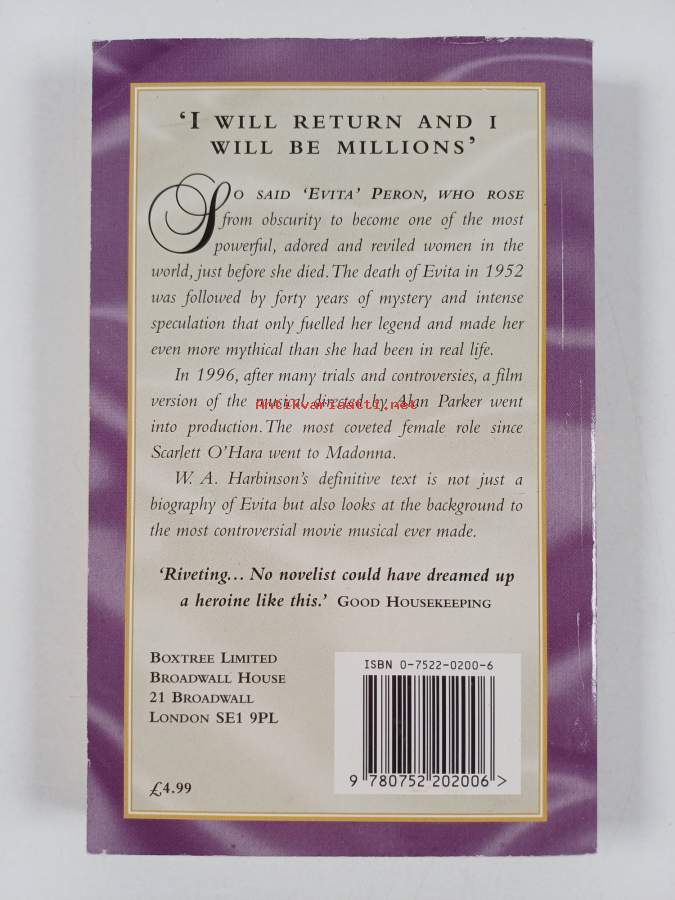 ‘I WILL RETURN AND I
WILL BE MILLIONS’
SO SAID ‘EVITA’ PERON, WHO ROSE
from obscurity to become one of the most
powerful, adored and reviled women in the
world, just before she died. The death of Evita in 1952
was followed by forty years of mystery and intense
speculation that only fuelled her legend and made her
even more mythical than she had been in real life.
In 1996, after many trials and controversies, a film
version of the musical directed by Alan Parker went
Antikvariaatti.net
into production. The most coveted female role since
Scarlett O’Hara went to Madonna.
W. A. Harbinson’s definitive text is not just a
biography of Evita but also looks at the background to
the most controversial movie musical ever made.
‘Riveting... No novelist could have dreamed up
a heroine like this.’ GOOD HOUSEKEEPING
BOXTREE LIMITED
BROADWALL HOUSE
21 BROADWALL
LONDON SE1 9PL
£4.99
ISBN 0-7522-0200-6
9 780752 202006 >